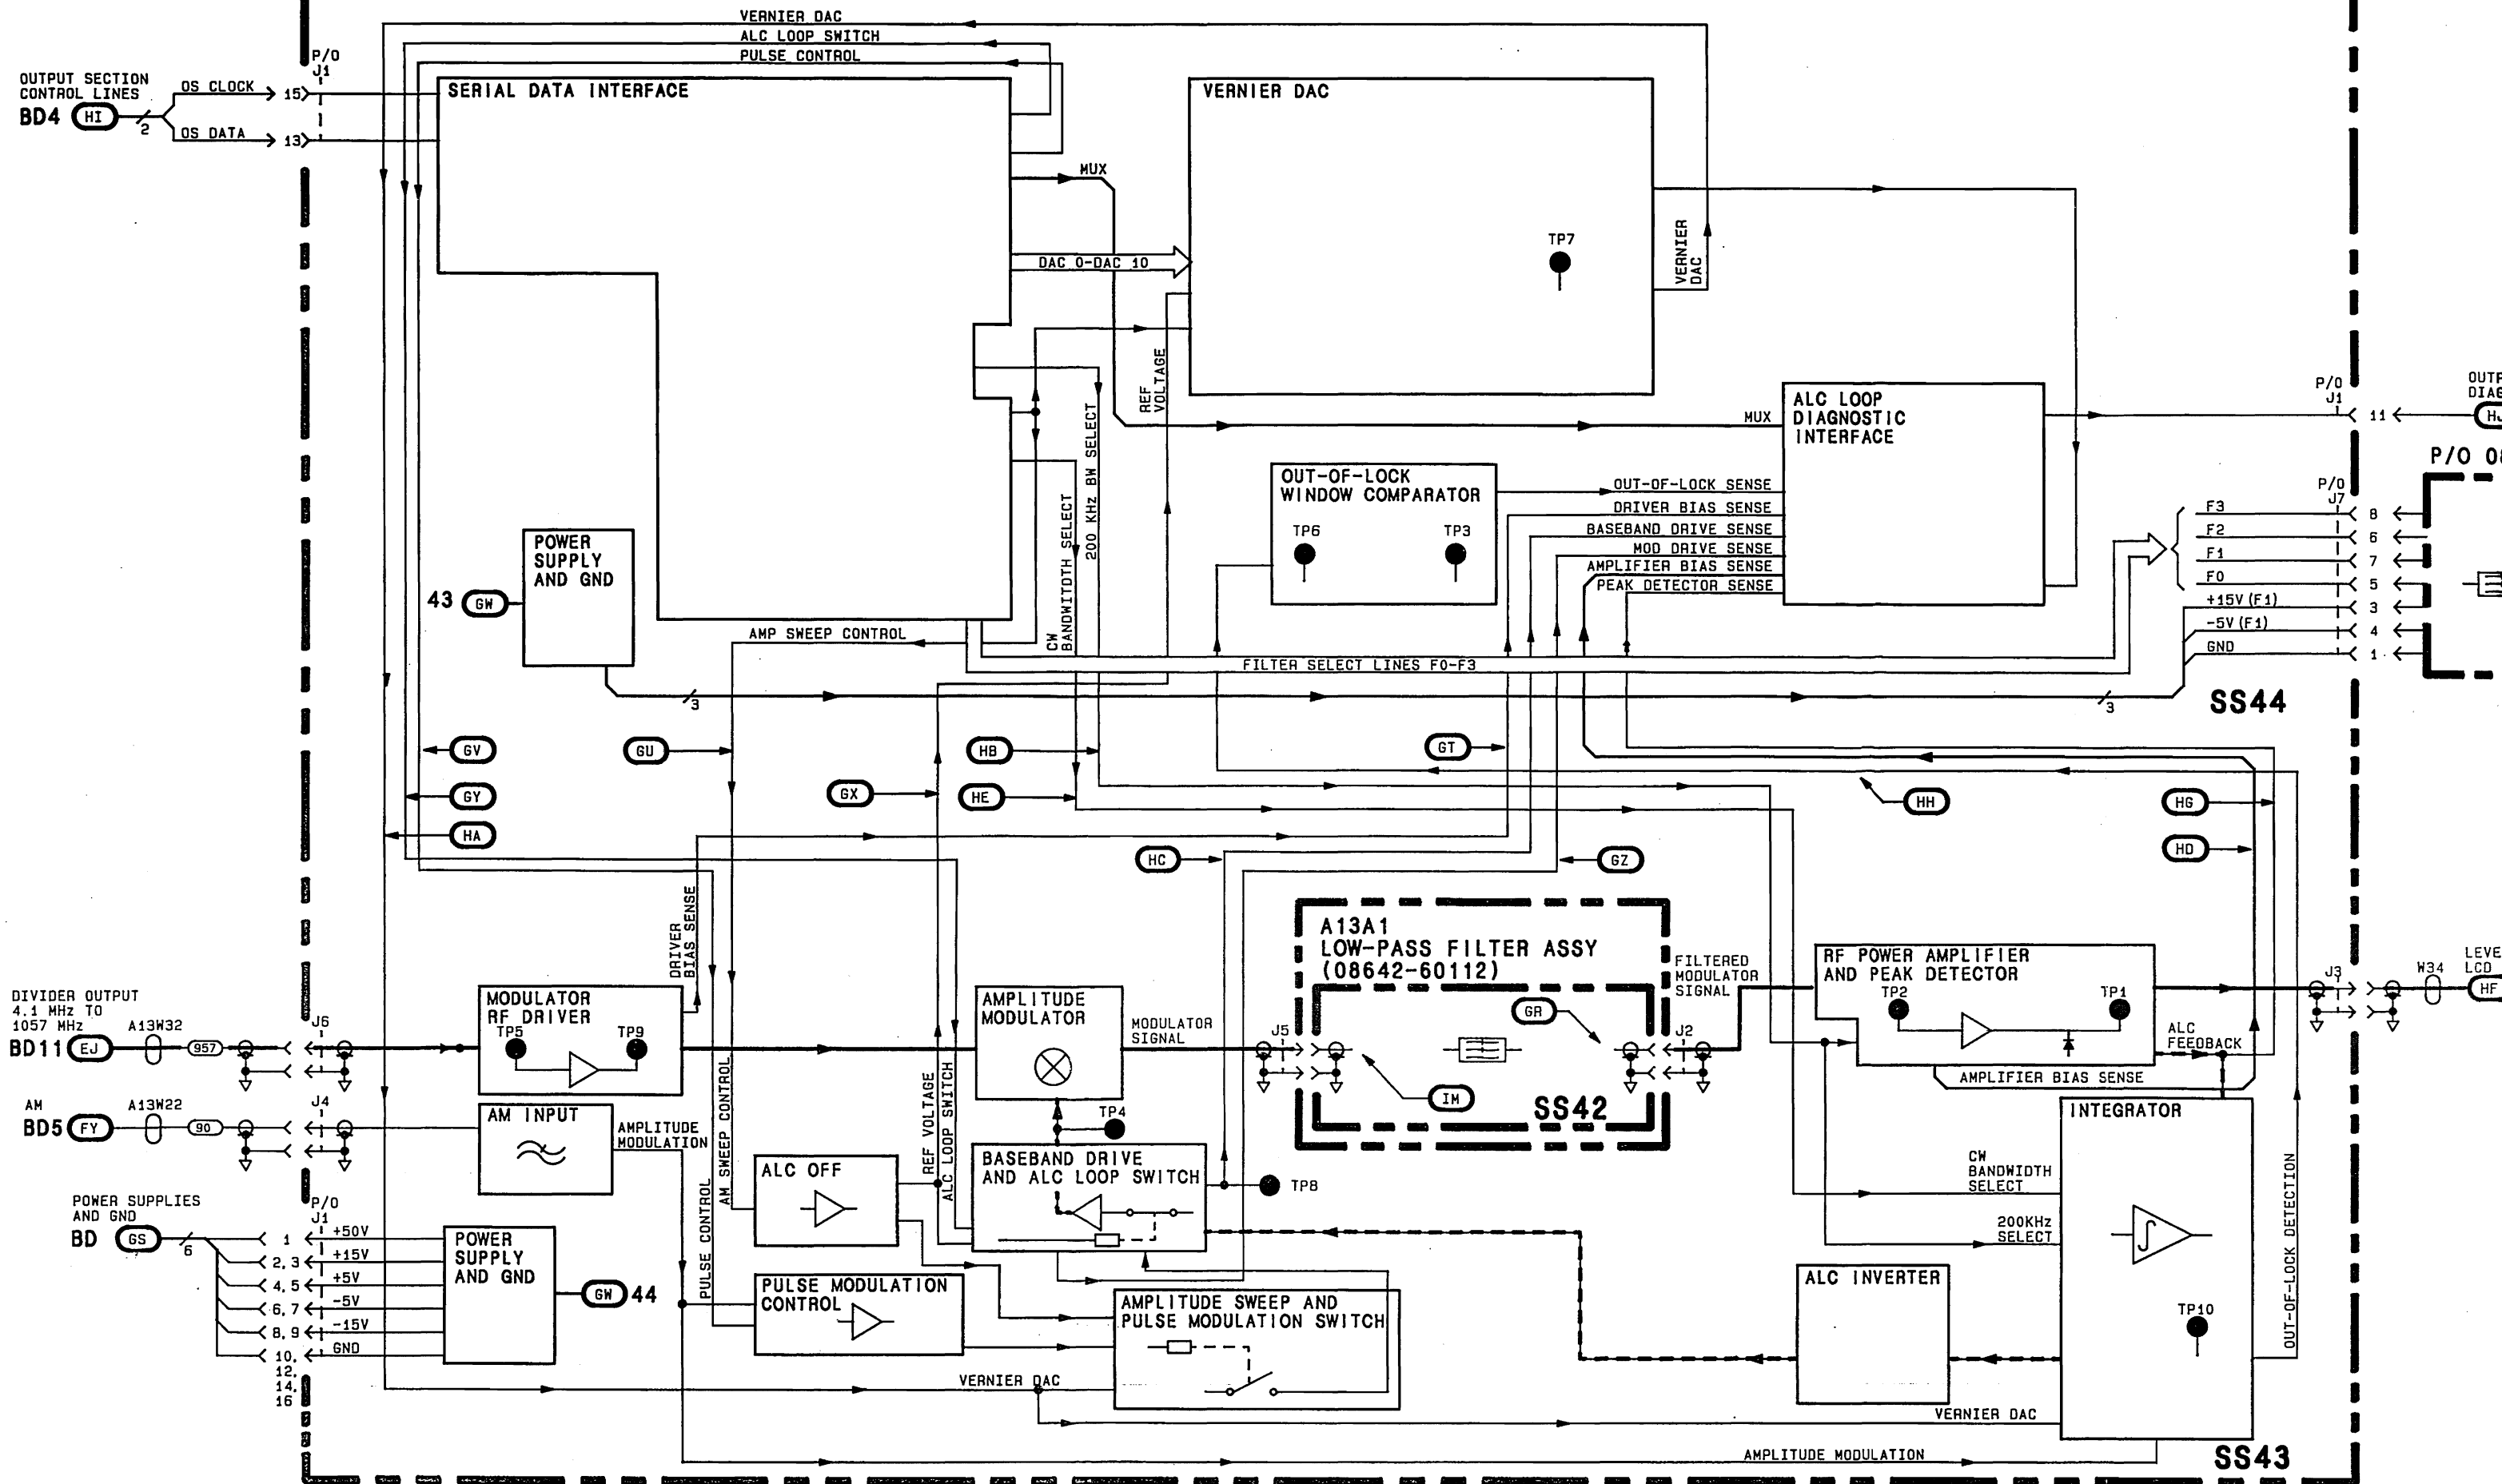 VERNIER DAC
ALC LOOP SWITCH
PULSE CONTROL
P/O
J1
OUTPUT SECTION
CONTROL LINES
BD4
HI
2
OS CLOCK
15
OS DATA
13
SERIAL DATA INTERFACE
VERNIER DAC
MUX
TP7
DAC 0-DAC 10
VERNIER
DAC
REF
VOLTAGE
200 KHz BW SELECT
CW
BANDWITDTH SELECT
MUX
ALC LOOP
DIAGNOSTIC
INTERFACE
P/O
J1
11
HJ
OUT-OF-LOCK
WINDOW COMPARATOR
TP6
TP3
OUT-OF-LOCK SENSE
DRIVER BIAS SENSE
BASEBAND DRIVE SENSE
MOD DRIVE SENSE
AMPLIFIER BIAS SENSE
PEAK DETECTOR SENSE
P/O
J7
F3
8
F2
6
F1
7
F0
5
+15V (F1)
3
-5V (F1)
4
GND
1
POWER
SUPPLY
AND GND
43
GW
AMP SWEEP CONTROL
FILTER SELECT LINES F0-F3
3
3
SS44
GV
GU
HB
GT
GY
GX
HE
HH
HG
HA
HC
GZ
HD
DRIVER
BIAS SENSE
A13A1
LOW-PASS FILTER ASSY
(08642-60112)
FILTERED
MODULATOR
SIGNAL
RF POWER AMPLIFIER
AND PEAK DETECTOR
TP2
TP1
J3
W34
HF
DIVIDER OUTPUT
4.1 MHz TO
1057 MHz
BD11
EJ
A13W32
957
J6
MODULATOR
RF DRIVER
TP5
TP9
AMPLITUDE
MODULATOR
MODULATOR
SIGNAL
J5
GR
IM
SS42
J2
ALC
FEEDBACK
AMPLIFIER BIAS SENSE
AM
BD5
FY
A13W22
90
J4
AM INPUT
AMPLITUDE
MODULATION
PULSE CONTROL
AM SWEEP CONTROL
REF VOLTAGE
ALC LOOP SWITCH
TP4
ALC OFF
BASEBAND DRIVE
AND ALC LOOP SWITCH
TP8
INTEGRATOR
CW
BANDWIDTH
SELECT
200KHz
SELECT
TP10
OUT-OF-LOCK DETECTION
POWER SUPPLIES
AND GND
BD
GS
6
P/O
J1
1
+50V
2, 3
+15V
4, 5
+5V
6, 7
-5V
8, 9
-15V
10,
GND
12,
14,
16
POWER
SUPPLY
AND GND
GW
44
PULSE MODULATION
CONTROL
AMPLITUDE SWEEP AND
PULSE MODULATION SWITCH
ALC INVERTER
VERNIER DAC
VERNIER DAC
AMPLITUDE MODULATION
SS43